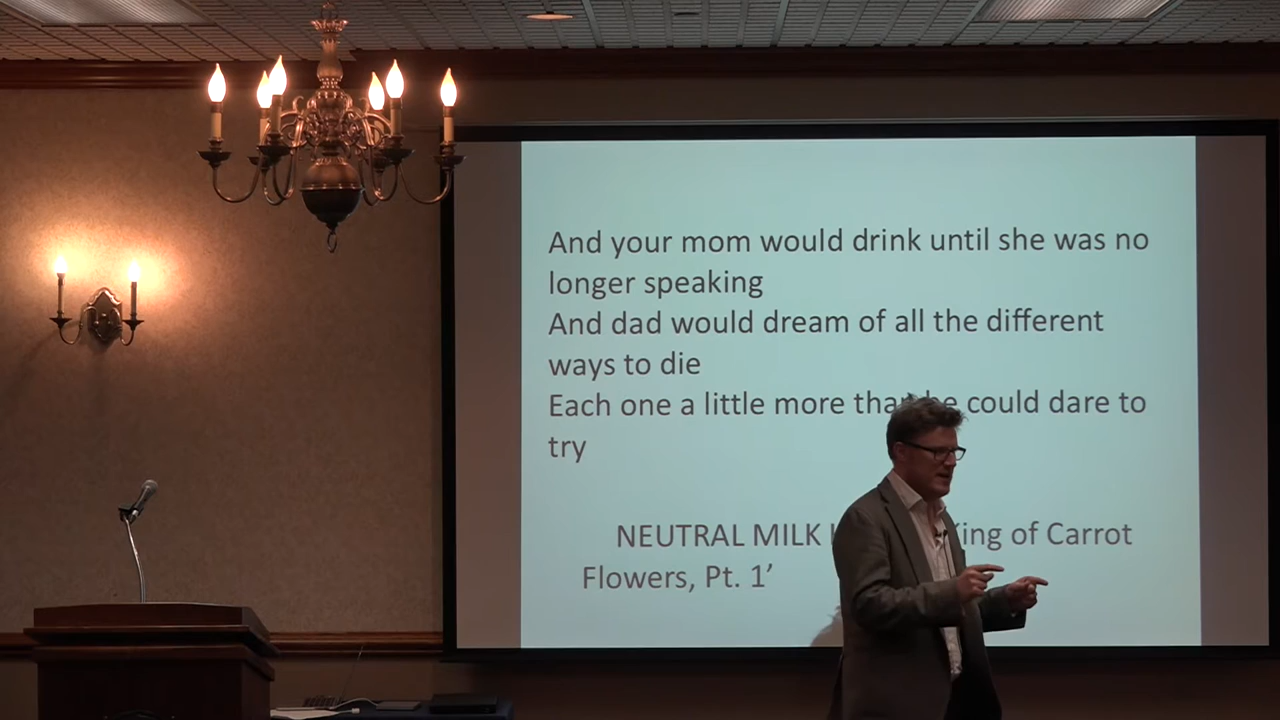 And your mom would drink until she was no
longer speaking
And dad would dream of all the different
ways to die
Each one a little more than he could dare to
try
NEUTRAL MILK King of Carrot
Flowers, Pt. 1’